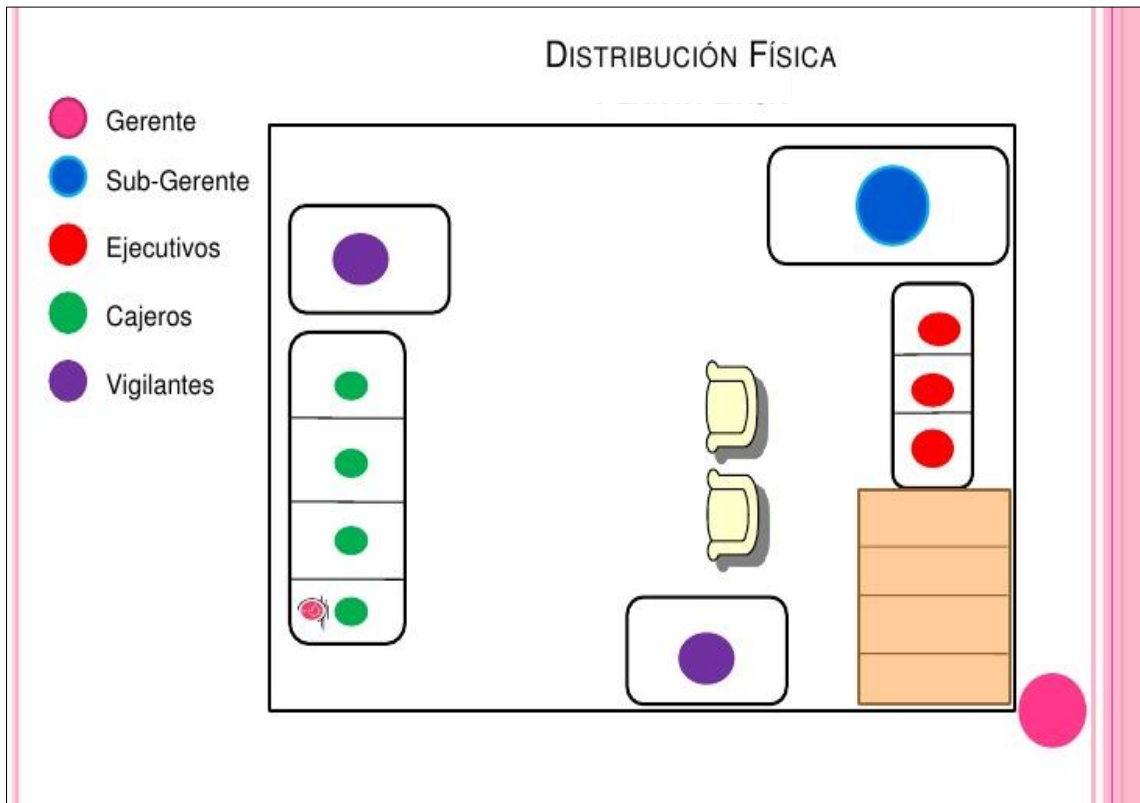 DISTRIBUCIÓN FÍSICA
Gerente
Sub-Gerente
Ejecutivos
Cajeros
Vigilantes